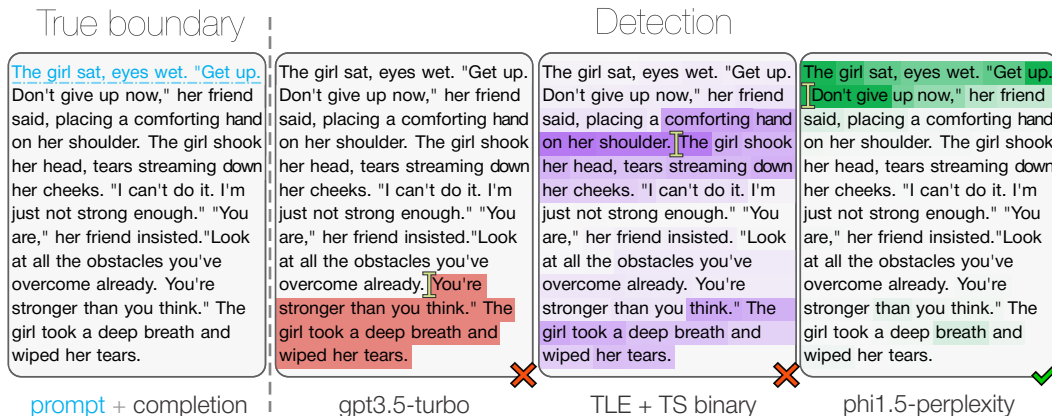 True boundary
Detection
The girl sat, eyes wet. "Get up.
Don't give up now," her friend
said, placing a comforting hand
on her shoulder. The girl shook
her head, tears streaming down
her cheeks. "I can't do it. I'm
just not strong enough." "You
are," her friend insisted."Look
at all the obstacles you've
overcome already. You're
stronger than you think." The
girl took a deep breath and
wiped her tears.
prompt + completion
The girl sat, eyes wet. "Get up.
Don't give up now," her friend
said, placing a comforting hand
on her shoulder. The girl shook
her head, tears streaming down
her cheeks. "I can't do it. I'm
just not strong enough." "You
are," her friend insisted."Look
at all the obstacles you've
overcome already. You're
stronger than you think." The
girl took a deep breath and
wiped her tears.
gpt3.5-turbo
The girl sat, eyes wet. "Get up.
Don't give up now," her friend
said, placing a comforting hand
on her shoulder. The girl shook
her head, tears streaming down
her cheeks. "I can't do it. I'm
just not strong enough." "You
are," her friend insisted. "Look
at all the obstacles you've
overcome already. You're
stronger than you think." The
girl took a deep breath and
wiped her tears.
TLE + TS binary
The girl sat, eyes wet. "Get up.
Don't give up now," her friend
said, placing a comforting hand
on her shoulder. The girl shook
her head, tears streaming down
her cheeks. "I can't do it. I'm
just not strong enough." "You
are," her friend insisted. "Look
at all the obstacles you've
overcome already. You're
stronger than you think." The
girl took a deep breath and
wiped her tears.
phi1.5-perplexity